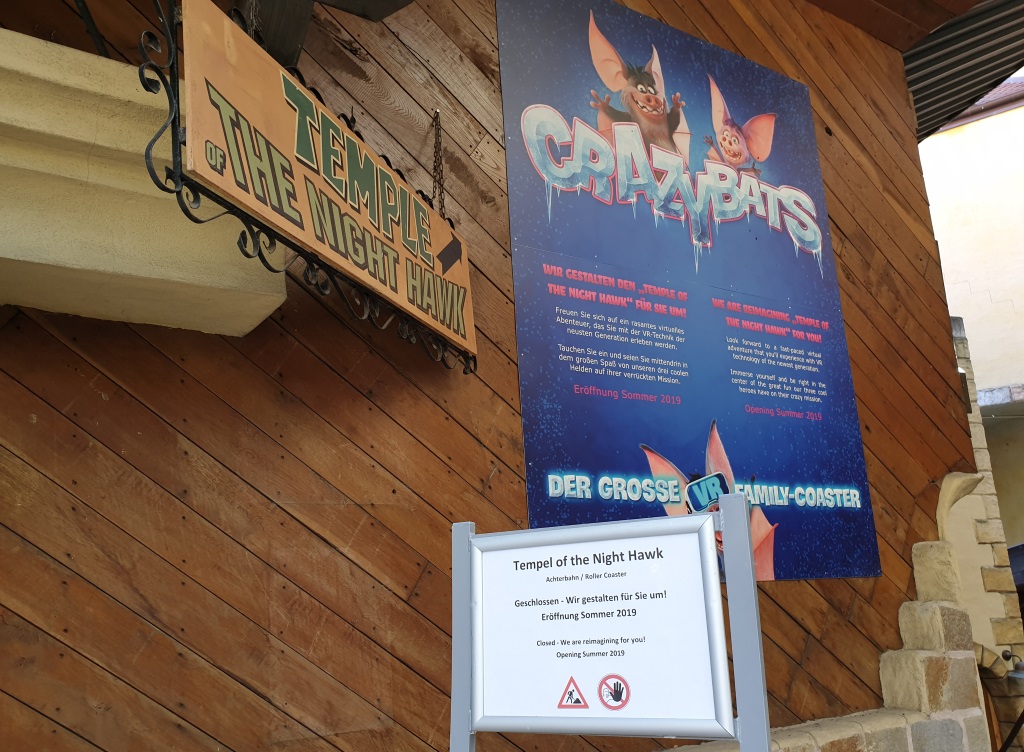 TEMPLE
OF THE NIGHT HAWK
CRAZY BATS
WIR GESTALTEN DEN „TEMPLE OF
THE NIGHT HAWK“ FÜR SIE UM!
Freuen Sie sich auf ein rasantes virtuelles
Abenteuer, das Sie mit der VR-Technik der
neusten Generation erleben werden.
Tauchen Sie ein und seien Sie mittendrin in
dem großen Spaß von unseren drei coolen
Helden auf ihrer verrückten Mission.
Eröffnung Sommer 2019
WE ARE REIMAGINING „TEMPLE OF
THE NIGHT HAWK“ FOR YOU!
Look forward to a fast-paced virtual
adventure that you'll experience with VR
technology of the newest generation.
Immerse yourself and be right in the
center of the great fun our three cool
heroes have on their crazy mission.
Opening Summer 2019
DER GROSSE VR FAMILY-COASTER
Tempel of the Night Hawk
Achterbahn / Roller Coaster
Geschlossen - Wir gestalten für Sie um!
Eröffnung Sommer 2019
Closed - We are reimagining for you!
Opening Summer 2019